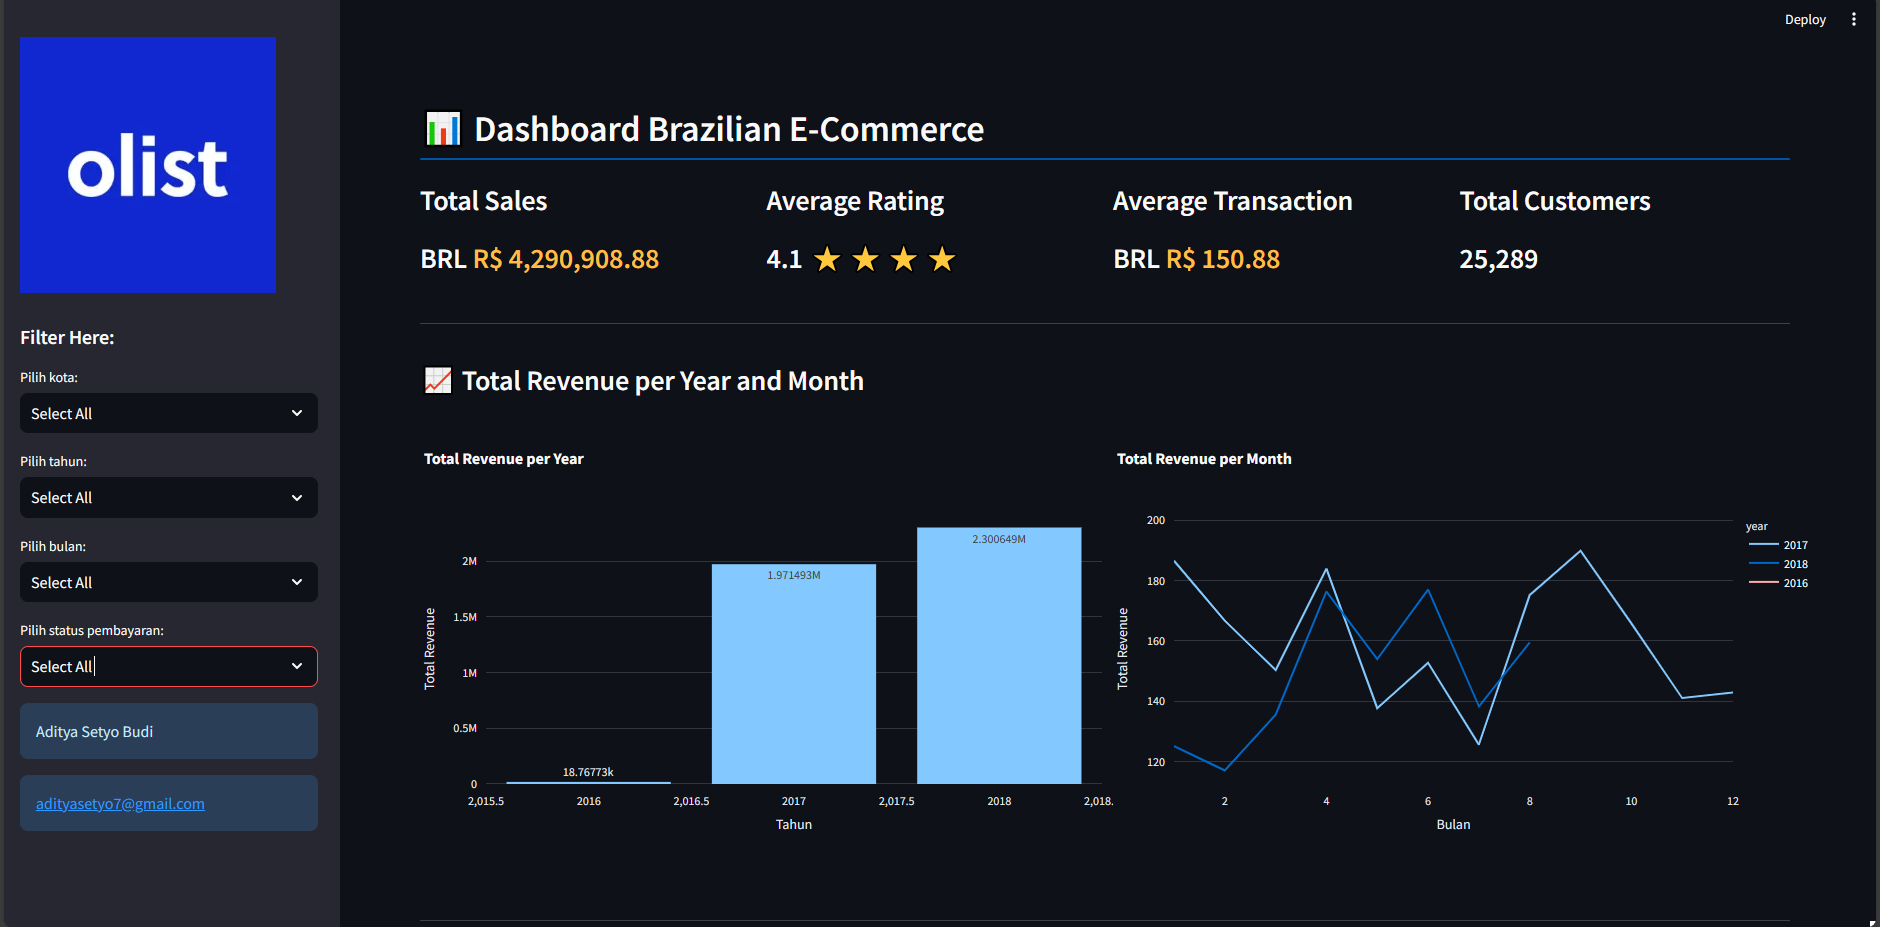 Deploy
olist
Filter Here:
Pilih kota:
Select All
Pilih tahun:
Select All
Pilih bulan:
Select All
Pilih status pembayaran:
Select All
Aditya Setyo Budi
adityasetyo7@gmail.com
Dashboard Brazilian E-Commerce
Total Sales
BRL R$ 4,290,908.88
Average Rating
4.1
Average Transaction
BRL R$ 150.88
Total Customers
25,289
Total Revenue per Year and Month
Total Revenue per Year
Total Revenue
2M
1.5M
1M
0.5M
0
18.76773k
1.971493M
2.300649M
2,015.5 2016 2,016.5 2017 2,017.5 2018 2,018.
Tahun
Total Revenue per Month
Total Revenue
200
180
160
140
120
2 4 6 8 10 12
Bulan
year
2017
2018
2016